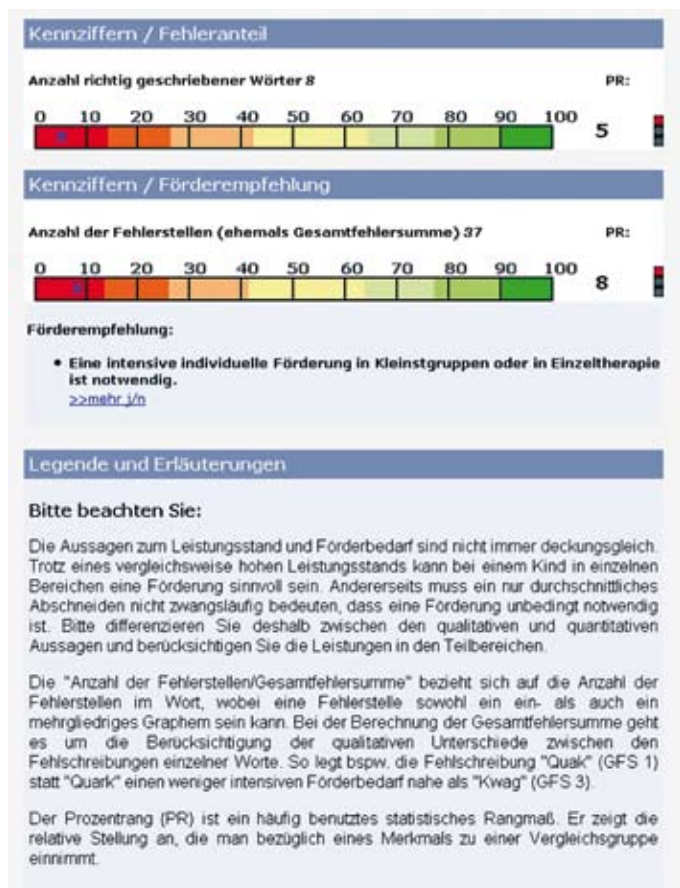 Kennziffern / Fehleranteil
Anzahl richtig geschriebener Wörter 8 PR:
0 10 20 30 40 50 60 70 80 90 100
5
Kennziffern / Förderempfehlung
Anzahl der Fehlerstellen (ehemals Gesamtfehlersumme) 37 PR:
0 10 20 30 40 50 60 70 80 90 100
8
Förderempfehlung:
• Eine intensive individuelle Förderung in Kleinstgruppen oder in Einzeltherapie
ist notwendig.
>>mehr j/n
Legende und Erläuterungen
Bitte beachten Sie:
Die Aussagen zum Leistungsstand und Förderbedarf sind nicht immer deckungsgleich.
Trotz eines vergleichsweise hohen Leistungsstands kann bei einem Kind in einzelnen
Bereichen eine Förderung sinnvoll sein. Andererseits muss ein nur durchschnittliches
Abschneiden nicht zwangsläufig bedeuten, dass eine Förderung unbedingt notwendig
ist. Bitte differenzieren Sie deshalb zwischen den qualitativen und quantitativen
Aussagen und berücksichtigen Sie die Leistungen in den Teilbereichen.
Die "Anzahl der Fehlerstellen/Gesamtfehlersumme" bezieht sich auf die Anzahl der
Fehlerstellen im Wort, wobei eine Fehlerstelle sowohl ein ein- als auch ein
mehrgliedriges Graphem sein kann. Bei der Berechnung der Gesamtfehlersumme geht
es um die Berücksichtigung der qualitativen Unterschiede zwischen den
Fehlschreibungen einzelner Worte. So legt bspw. die Fehlschreibung "Quak" (GFS 1)
statt "Quark" einen weniger intensiven Förderbedarf nahe als "Kwag" (GFS 3).
Der Prozentrang (PR) ist ein häufig benutztes statistisches Rangmaß. Er zeigt die
relative Stellung an, die man bezüglich eines Merkmals zu einer Vergleichsgruppe
einnimmt.